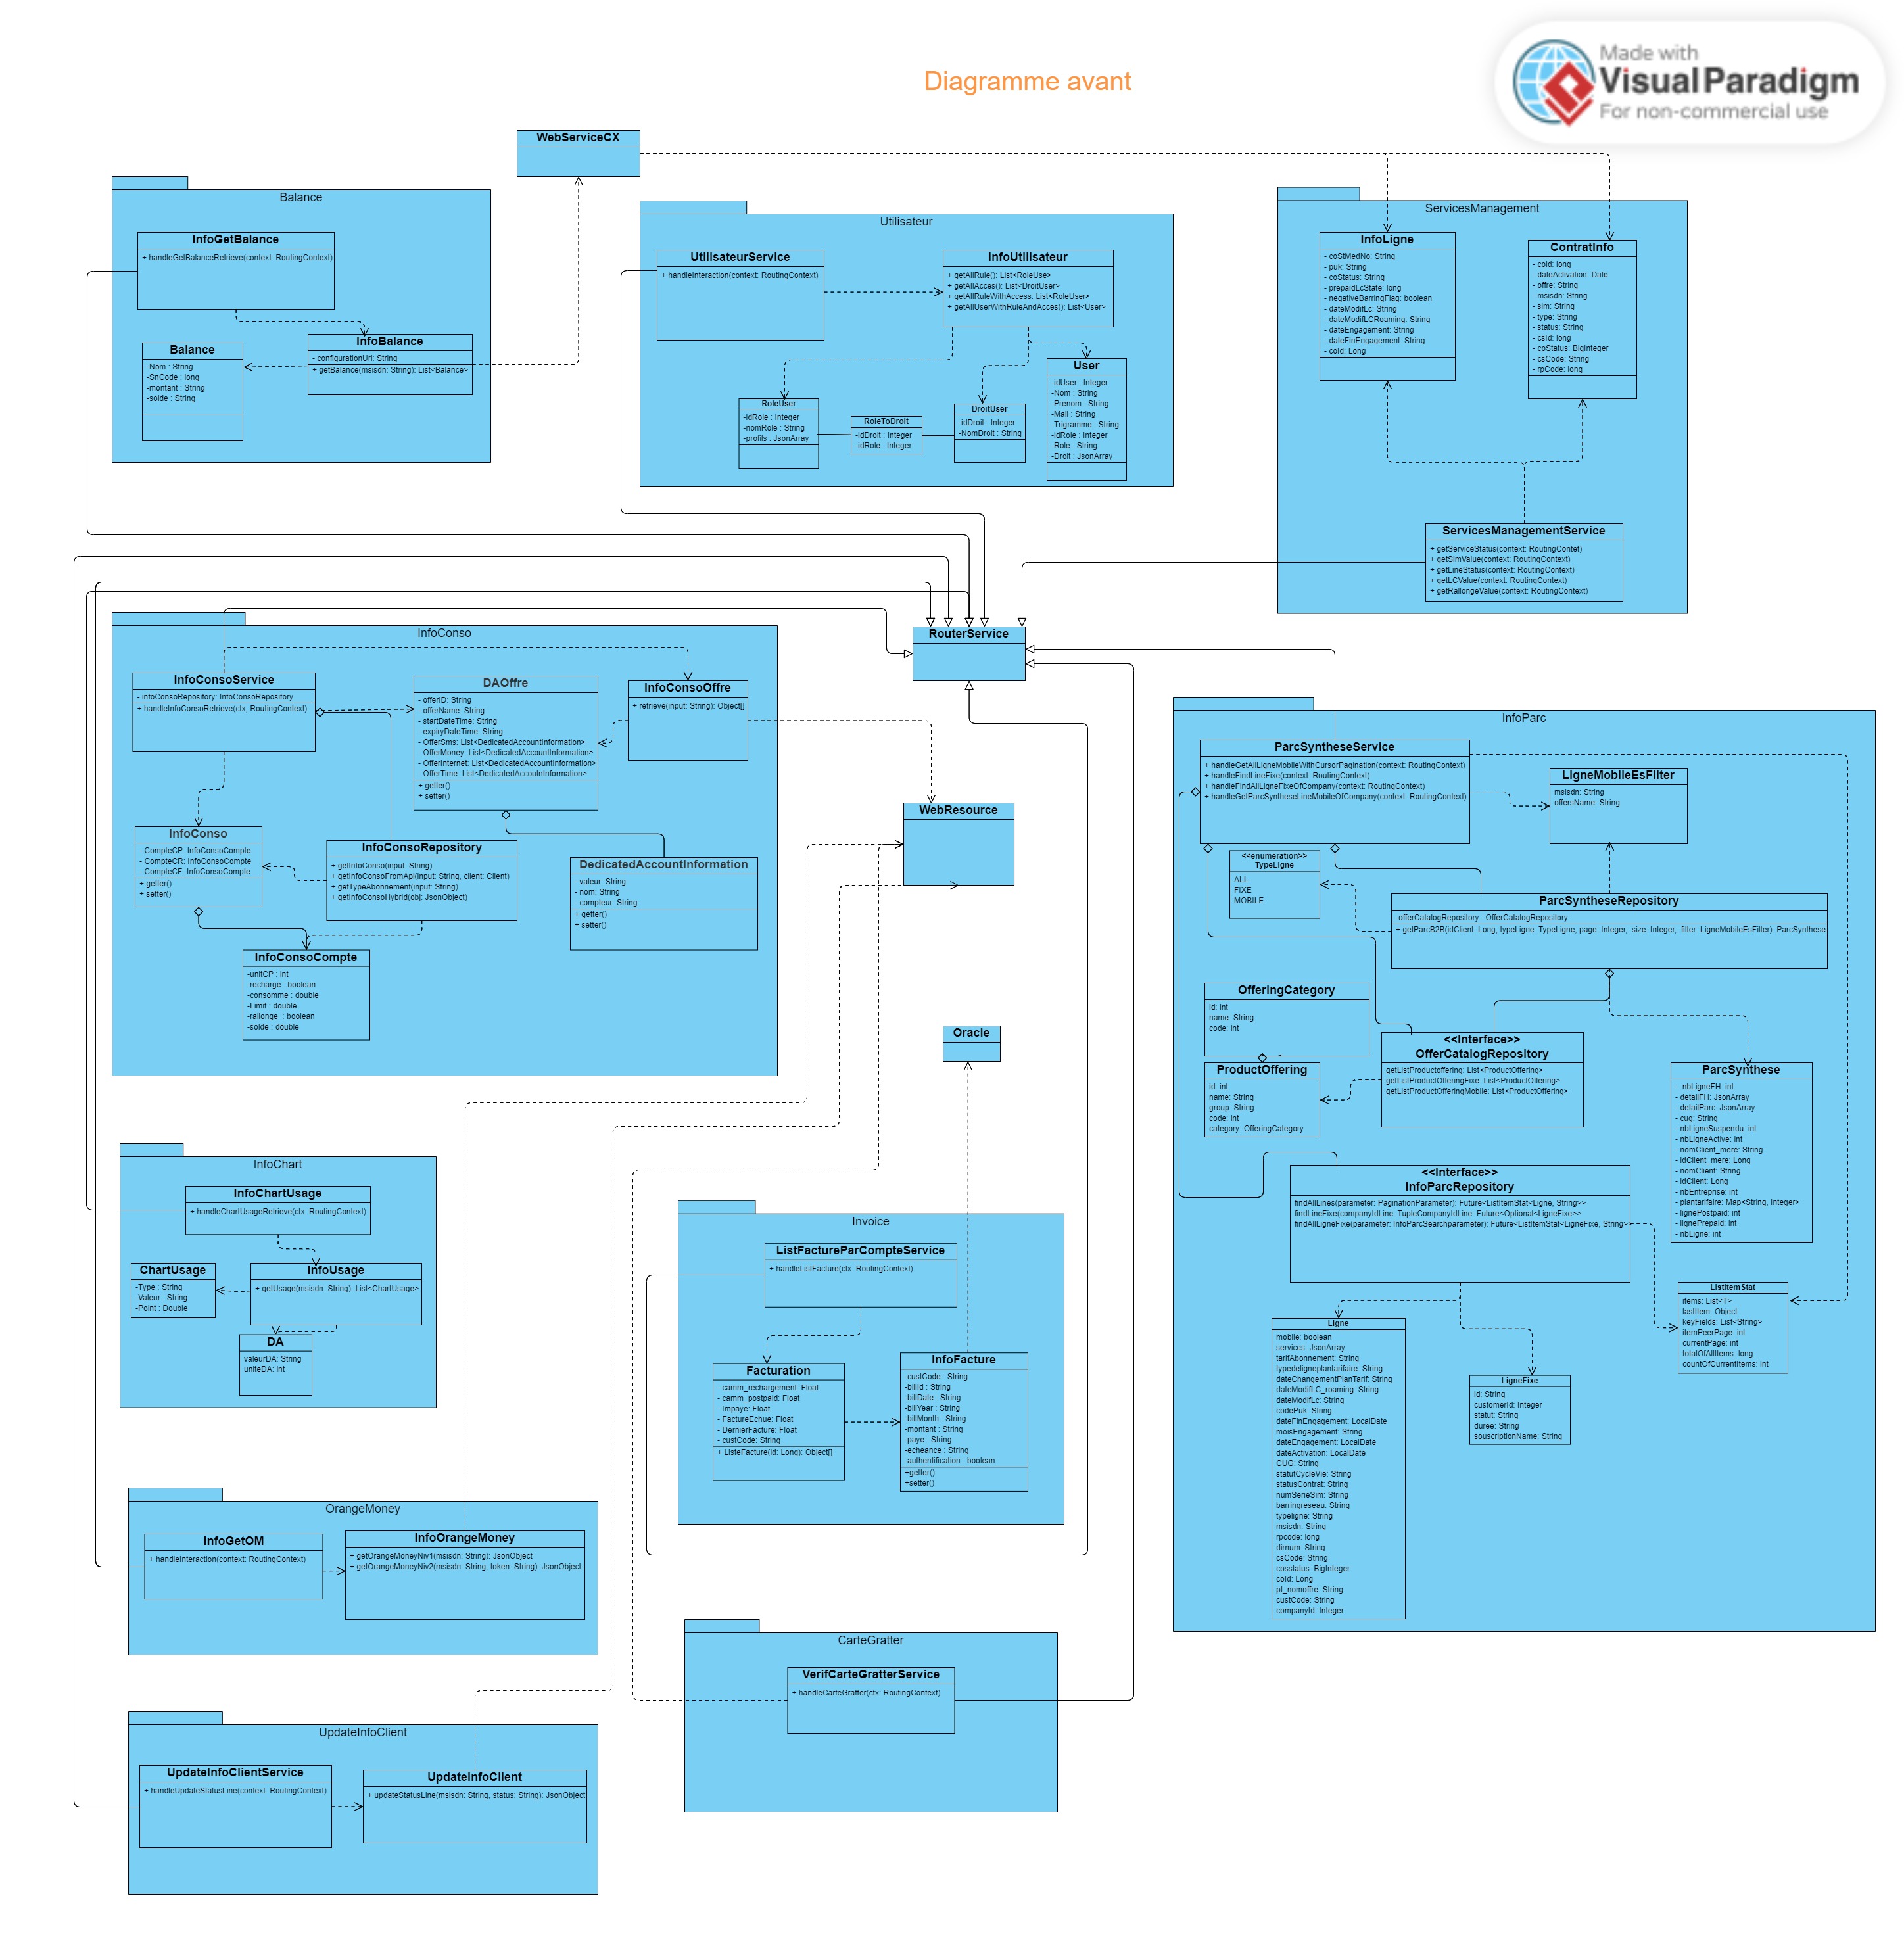 Diagramme avant
Made with
Visual Paradigm
For non-commercial use
WebServiceCX
Balance
InfoGetBalance
+ handleGetBalanceRetrieve(context: RoutingContext)
InfoBalance
- configurationUrl: String
+ getBalance(msisdn: String): List<Balance>
Balance
-Nom : String
-SnCode : long
-montant : String
-solde : String
Utilisateur
UtilisateurService
+ handleInteraction(context: RoutingContext)
InfoUtilisateur
+ getAllRule(): List<RoleUse>
+ getAllAcces(): List<DroitUser>
+ getAllRuleWithAccess: List<RoleUser>
+ getAllUserWithRuleAndAcces(): List<User>
RoleUser
-idRole : Integer
-nomRole : String
-profils : JsonArray
RoleToDroit
-idDroit : Integer
-idRole : Integer
DroitUser
-idDroit : Integer
-NomDroit : String
User
-idUser : Integer
-Nom : String
-Prenom : String
-Mail : String
-Trigramme : String
-idRole : Integer
-Role : String
-Droit : JsonArray
ServicesManagement
InfoLigne
- coStMedNo: String
- puk: String
- coStatus: String
- prepaidLcState: long
- negativeBarringFlag: boolean
- dateModifLc: String
- dateModifLCRoaming: String
- dateEngagement: String
- dateFinEngagement: String
- coId: Long
ContratInfo
- coid: long
- dateActivation: Date
- offre: String
- msisdn: String
- sim: String
- type: String
- status: String
- csId: long
- coStatus: BigInteger
- csCode: String
- rpCode: long
ServicesManagementService
+ getServiceStatus(context: RoutingContet)
+ getSimValue(context: RoutingContext)
+ getLineStatus(context: RoutingContext)
+ getLCValue(context: RoutingContext)
+ getRallongeValue(context: RoutingContext)
RouterService
InfoConso
InfoConsoService
- infoConsoRepository: InfoConsoRepository
+ handleInfoConsoRetrieve(ctx; RoutingContext)
DAOffre
- offerID: String
- offerName: String
- startDateTime: String
- expiryDateTime: String
- OfferSms: List<DedicatedAccountInformation>
- OfferMoney: List<DedicatedAccountInformation>
- OfferInternet: List<DedicatedAccountInformation>
- OfferTime: List<DedicatedAccoutnInformation>
+ getter()
+ setter()
InfoConsoOffre
+ retrieve(input: String): Object[]
InfoConso
- CompteCP: InfoConsoCompte
- CompteCR: InfoConsoCompte
- CompteCF: InfoConsoCompte
+ getter()
+ setter()
InfoConsoRepository
+ getInfoConso(input: String)
+ getInfoConsoFromApi(input: String, client: Client)
+ getTypeAbonnement(input: String)
+ getInfoConsoHybrid(obj: JsonObject)
DedicatedAccountInformation
- valeur: String
- nom: String
- compteur: String
+ getter()
+ setter()
InfoConsoCompte
-unitCP : int
-recharge : boolean
-consomme : double
-Limit : double
-rallonge : boolean
-solde : double
WebResource
Oracle
InfoParc
ParcSyntheseService
+ handleGetAllLigneMobileWithCursorPagination(context: RoutingContext)
+ handleFindLineFixe(context: RoutingContext)
+ handleFindAllLigneFixeOfCompany(context: RoutingContext)
+ handleGetParcSyntheseLineMobileOfCompany(context: RoutingContext)
LigneMobileEsFilter
msisdn: String
offersName: String
<<enumeration>>
TypeLigne
ALL
FIXE
MOBILE
ParcSyntheseRepository
-offerCatalogRepository : OfferCatalogRepository
+ getParcB2B(idClient: Long, typeLigne: TypeLigne, page: Integer, size: Integer, filter: LigneMobileEsFilter): ParcSynthese
OfferingCategory
id: int
name: String
code: int
ProductOffering
id: int
name: String
group: String
code: int
category: OfferingCategory
<<Interface>>
OfferCatalogRepository
getListProductoffering: List<ProductOffering>
getListProductOfferingFixe: List<ProductOffering>
getListProductOfferingMobile: List<ProductOffering>
ParcSynthese
- nbLigneFH: int
- detailFH: JsonArray
- detailParc: JsonArray
- cug: String
- nbLigneSuspendu: int
- nbLigneActive: int
- nomClient_mere: String
- idClient_mere: Long
- nomClient: String
- idClient: Long
- nbEntreprise: int
- plantarifaire: Map<String, Integer>
- lignePostpaid: int
- lignePrepaid: int
- nbLigne: int
<<Interface>>
InfoParcRepository
findAllLines(parameter: PaginationParameter): Future<ListItemStat<Ligne, String>>
findLineFixe(companyIdLine: TupleCompanyIdLine: Future<Optional<LigneFixe>>
findAllLigneFixe(parameter: InfoParcSearchparameter): Future<ListItemStat<LigneFixe, String>>
ListItemStat
items: List<T>
lastItem: Object
keyFields: List<String>
itemPeerPage: int
currentPage: int
totalOfAllItems: long
countOfCurrentItems: int
Ligne
mobile: boolean
services: JsonArray
tarifAbonnement: String
typedeligneplantarifaire: String
dateChangementPlanTarif: String
dateModifLC_roaming: String
dateModifLc: String
codePuk: String
dateFinEngagement: LocalDate
moisEngagement: String
dateEngagement: LocalDate
dateActivation: LocalDate
CUG: String
statutCycleVie: String
statusContrat: String
numSerieSim: String
barringreseau: String
typeligne: String
msisdn: String
rpcode: long
dirnum: String
csCode: String
cosstatus: BigInteger
coId: Long
pt_nomoffre: String
custCode: String
companyId: Integer
LigneFixe
id: String
customerId: Integer
statut: String
duree: String
souscriptionName: String
InfoChart
InfoChartUsage
+ handleChartUsageRetrieve(ctx: RoutingContext)
ChartUsage
-Type : String
-Valeur : String
-Point : Double
InfoUsage
+ getUsage(msisdn: String): List<ChartUsage>
DA
valeurDA: String
uniteDA: int
Invoice
ListFactureParCompteService
+ handleListFacture(ctx: RoutingContext)
Facturation
- camm_rechargement: Float
- camm_postpaid: Float
- Impaye: Float
- FactureEchue: Float
- DernierFacture: Float
- custCode: String
+ ListeFacture(id: Long): Object[]
InfoFacture
-custCode : String
-billId : String
-billDate : String
-billYear : String
-billMonth : String
-montant : String
-paye : String
-echeance : String
-authentification : boolean
+getter()
+setter()
OrangeMoney
InfoGetOM
+ handleInteraction(context: RoutingContext)
InfoOrangeMoney
+ getOrangeMoneyNiv1(msisdn: String): JsonObject
+ getOrangeMoneyNiv2(msisdn: String, token: String): JsonObject
CarteGratter
VerifCarteGratterService
+ handleCarteGratter(ctx: RoutingContext)
UpdateInfoClient
UpdateInfoClientService
+ handleUpdateStatusLine(context: RoutingContext)
UpdateInfoClient
+ updateStatusLine(msisdn: String, status: String): JsonObject